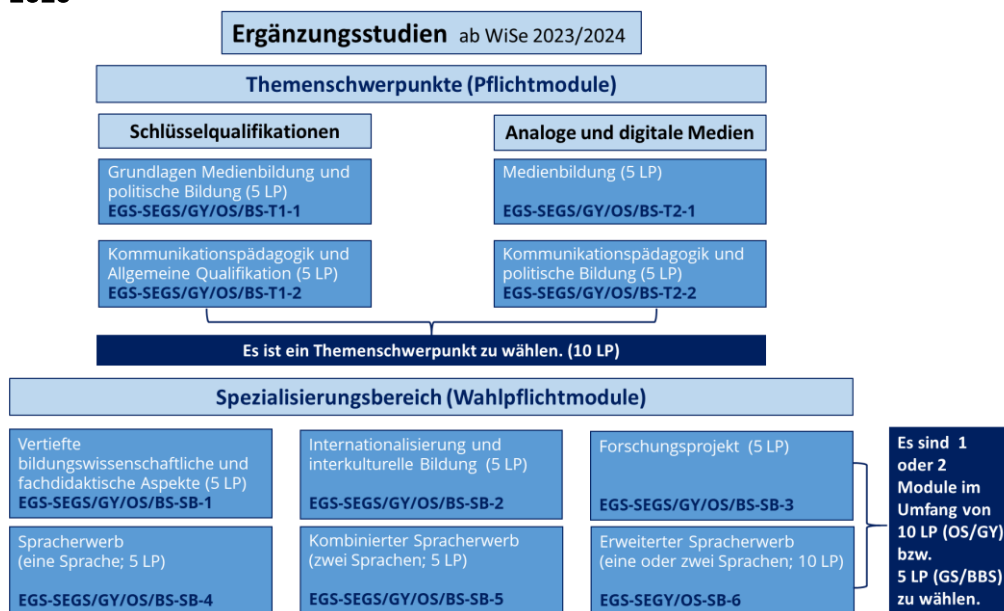 Ergänzungsstudien ab WiSe 2023/2024
Themenschwerpunkte (Pflichtmodule)
Schlüsselqualifikationen
Grundlagen Medienbildung und
politische Bildung (5 LP)
EGS-SEGS/GY/OS/BS-T1-1
Kommunikationspädagogik und
Allgemeine Qualifikation (5 LP)
EGS-SEGS/GY/OS/BS-T1-2
Analoge und digitale Medien
Medienbildung (5 LP)
EGS-SEGS/GY/OS/BS-T2-1
Kommunikationspädagogik und
politische Bildung (5 LP)
EGS-SEGS/GY/OS/BS-T2-2
Es ist ein Themenschwerpunkt zu wählen. (10 LP)
Spezialisierungsbereich (Wahlpflichtmodule)
Vertiefte
bildungswissenschaftliche und
fachdidaktische Aspekte (5 LP)
EGS-SEGS/GY/OS/BS-SB-1
Internationalisierung und
interkulturelle Bildung (5 LP)
EGS-SEGS/GY/OS/BS-SB-2
Forschungsprojekt (5 LP)
EGS-SEGS/GY/OS/BS-SB-3
Spracherwerb
(eine Sprache; 5 LP)
EGS-SEGS/GY/OS/BS-SB-4
Kombinierter Spracherwerb
(zwei Sprachen; 5 LP)
EGS-SEGS/GY/OS/BS-SB-5
Erweiterter Spracherwerb
(eine oder zwei Sprachen; 10 LP)
EGS-SEGY/OS-SB-6
Es sind 1
oder 2
Module im
Umfang von
10 LP (OS/GY)
bzw.
5 LP (GS/BBS)
zu wählen.